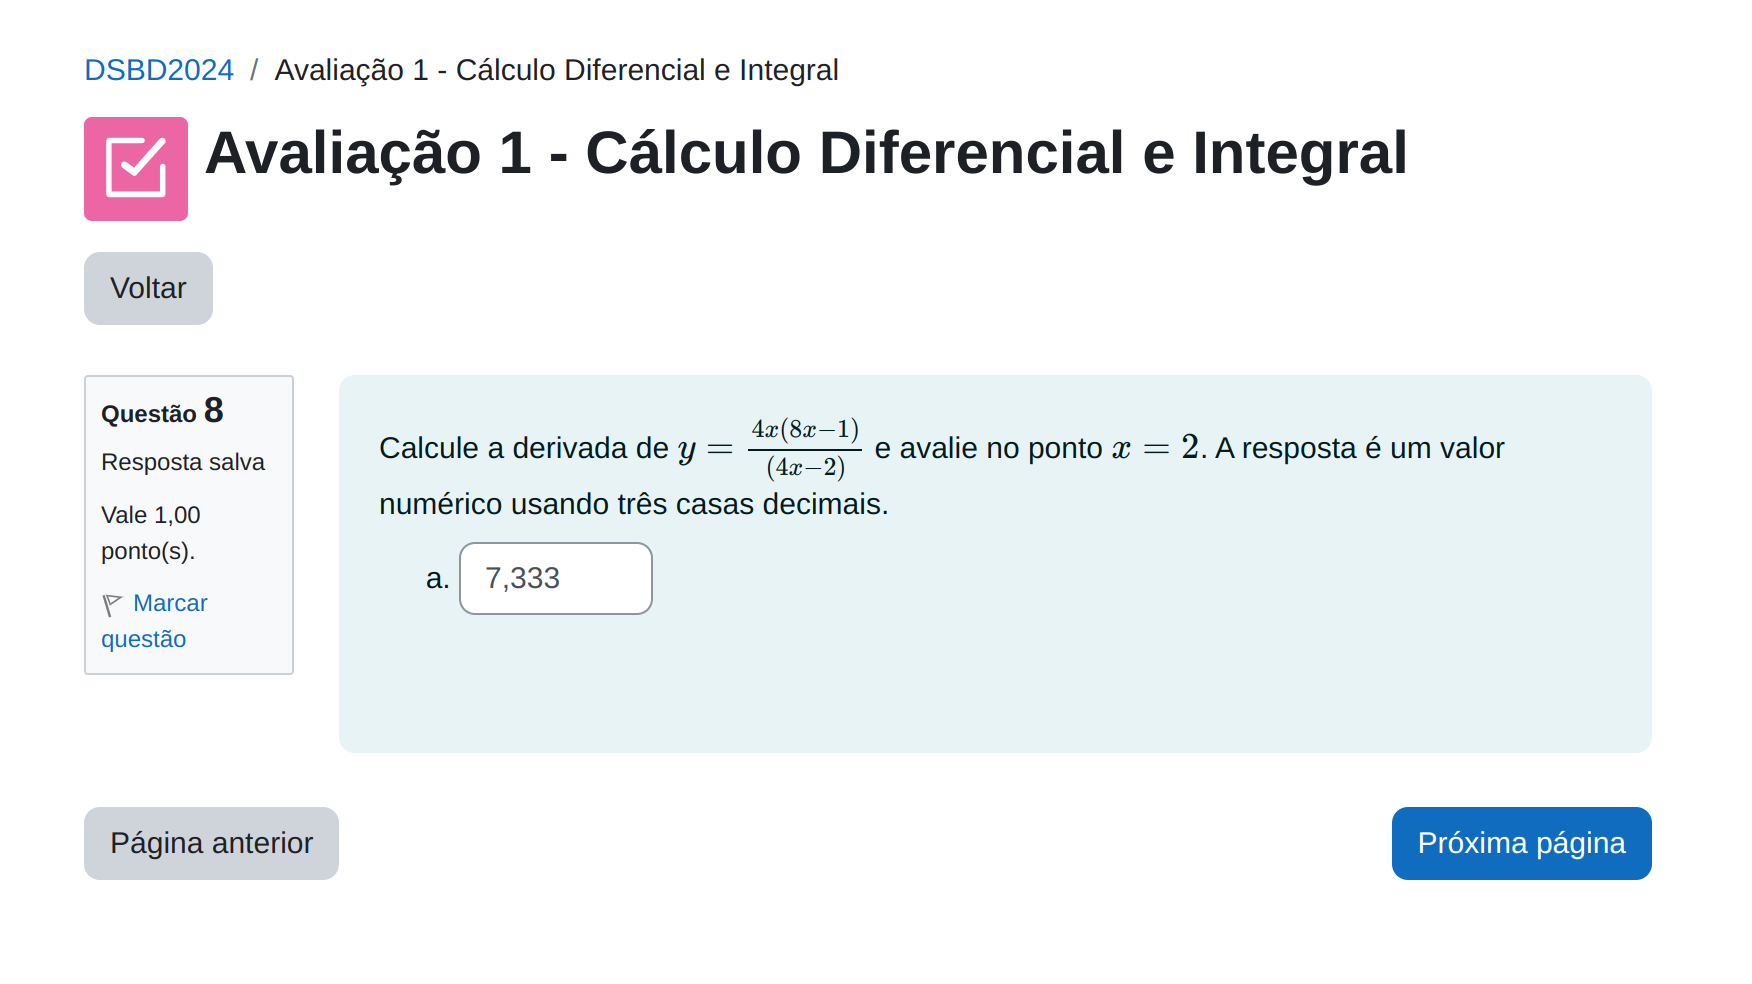 DSBD2024 / Avaliação 1 - Cálculo Diferencial e Integral
Avaliação 1 - Cálculo Diferencial e Integral
Voltar
Questão 8
Resposta salva
Vale 1,00
ponto(s).
Marcar
questão
Calcule a derivada de $y = \frac{4x(8x-1)}{(4x-2)}$ e avalie no ponto $x = 2$. A resposta é um valor
numérico usando três casas decimais.
a. 7,333
Página anterior
Próxima página